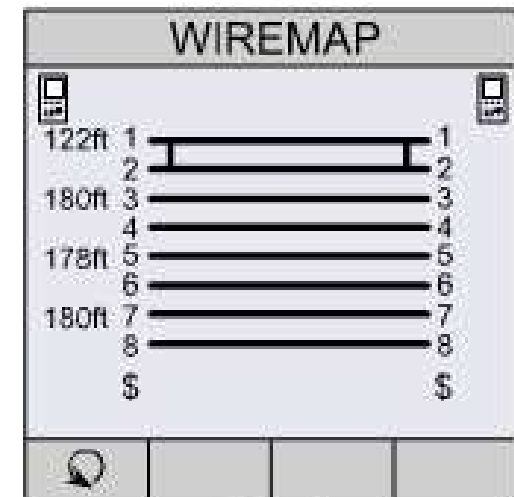 WIREMAP
122ft 1 1
2 2
180ft 3 3
4 4
178ft 5 5
6 6
180ft 7 7
8 8
$ $